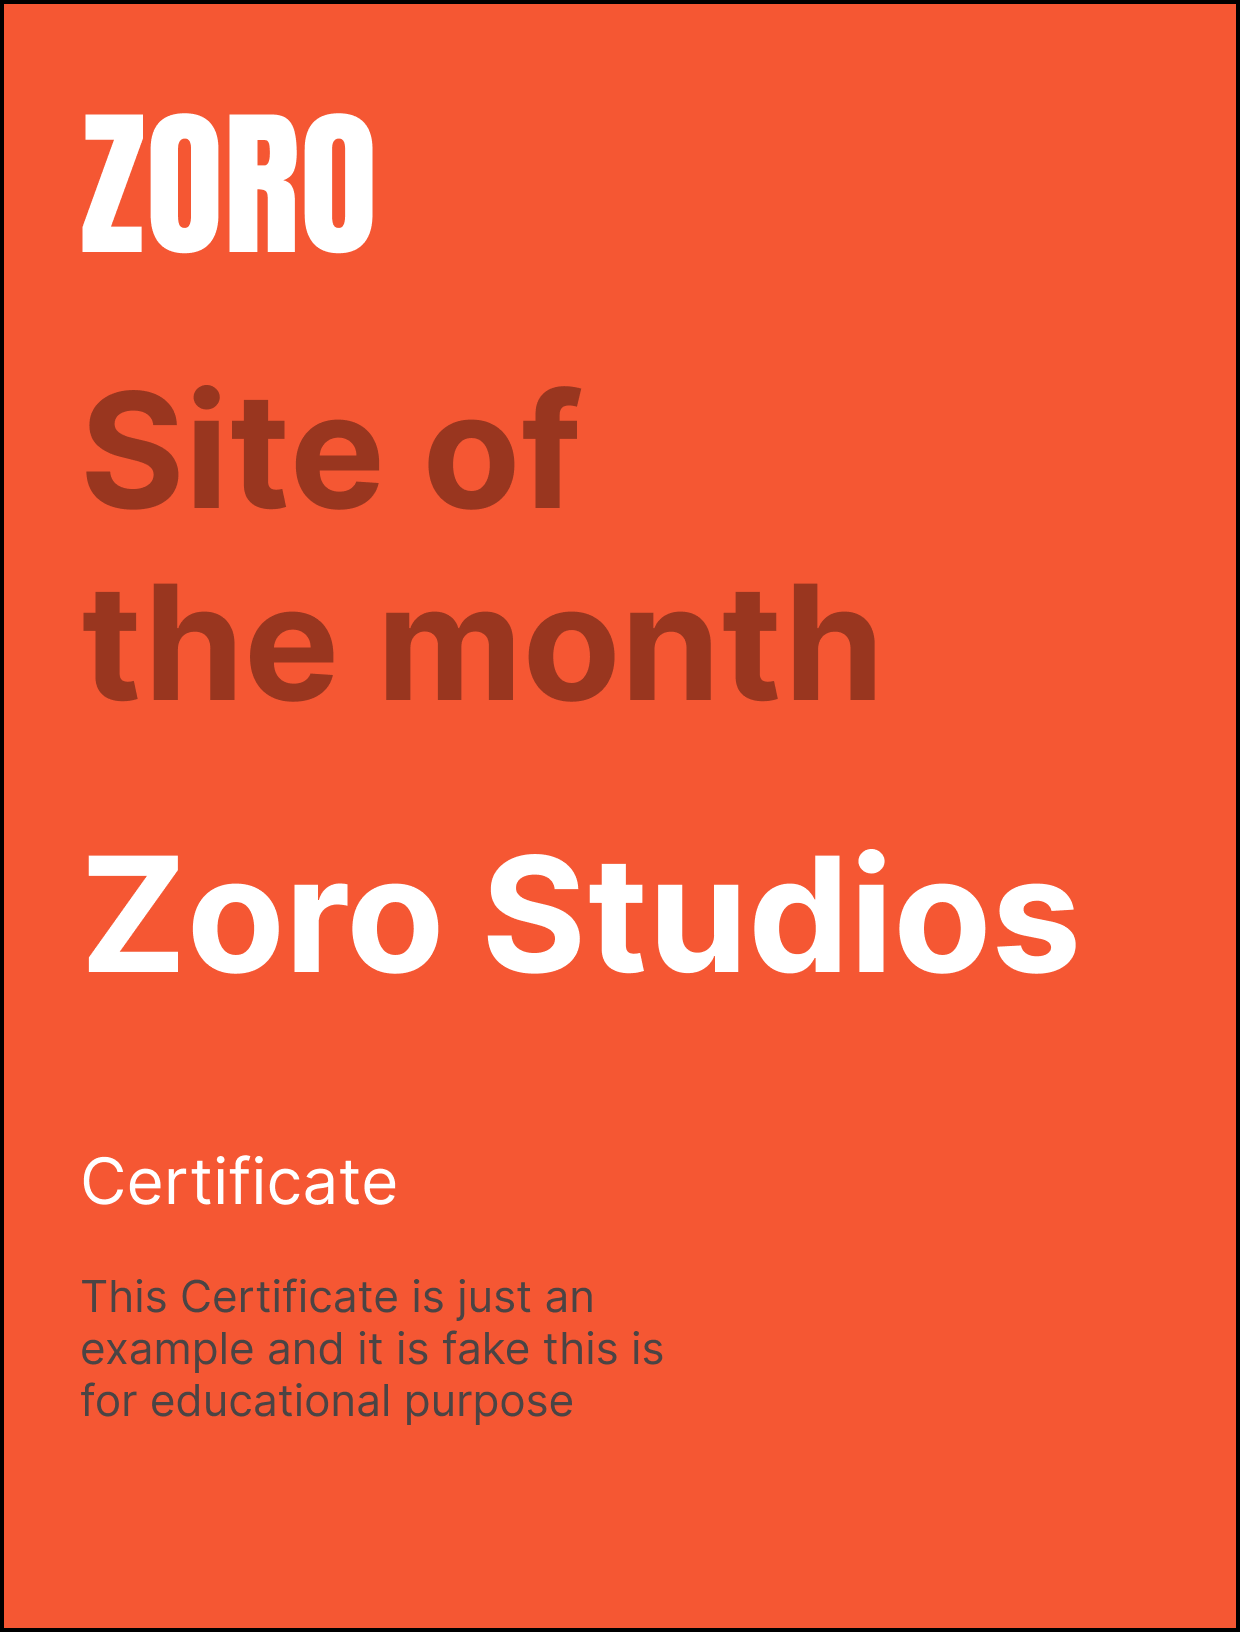 ZORO
Site of
the month
Zoro Studios
Certificate
This Certificate is just an
example and it is fake this is
for educational purpose